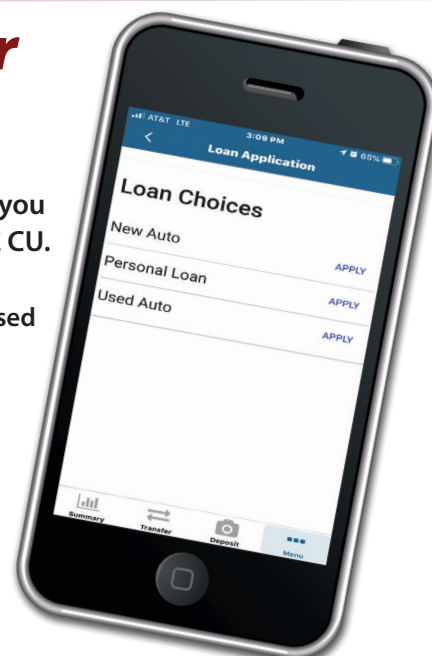 r
you
CU.
sed
AT&T LTE 3:09 PM 65%
Loan Application
Loan Choices
New Auto
APPLY
Personal Loan
APPLY
Used Auto
APPLY
Summary Transfer Deposit Menu